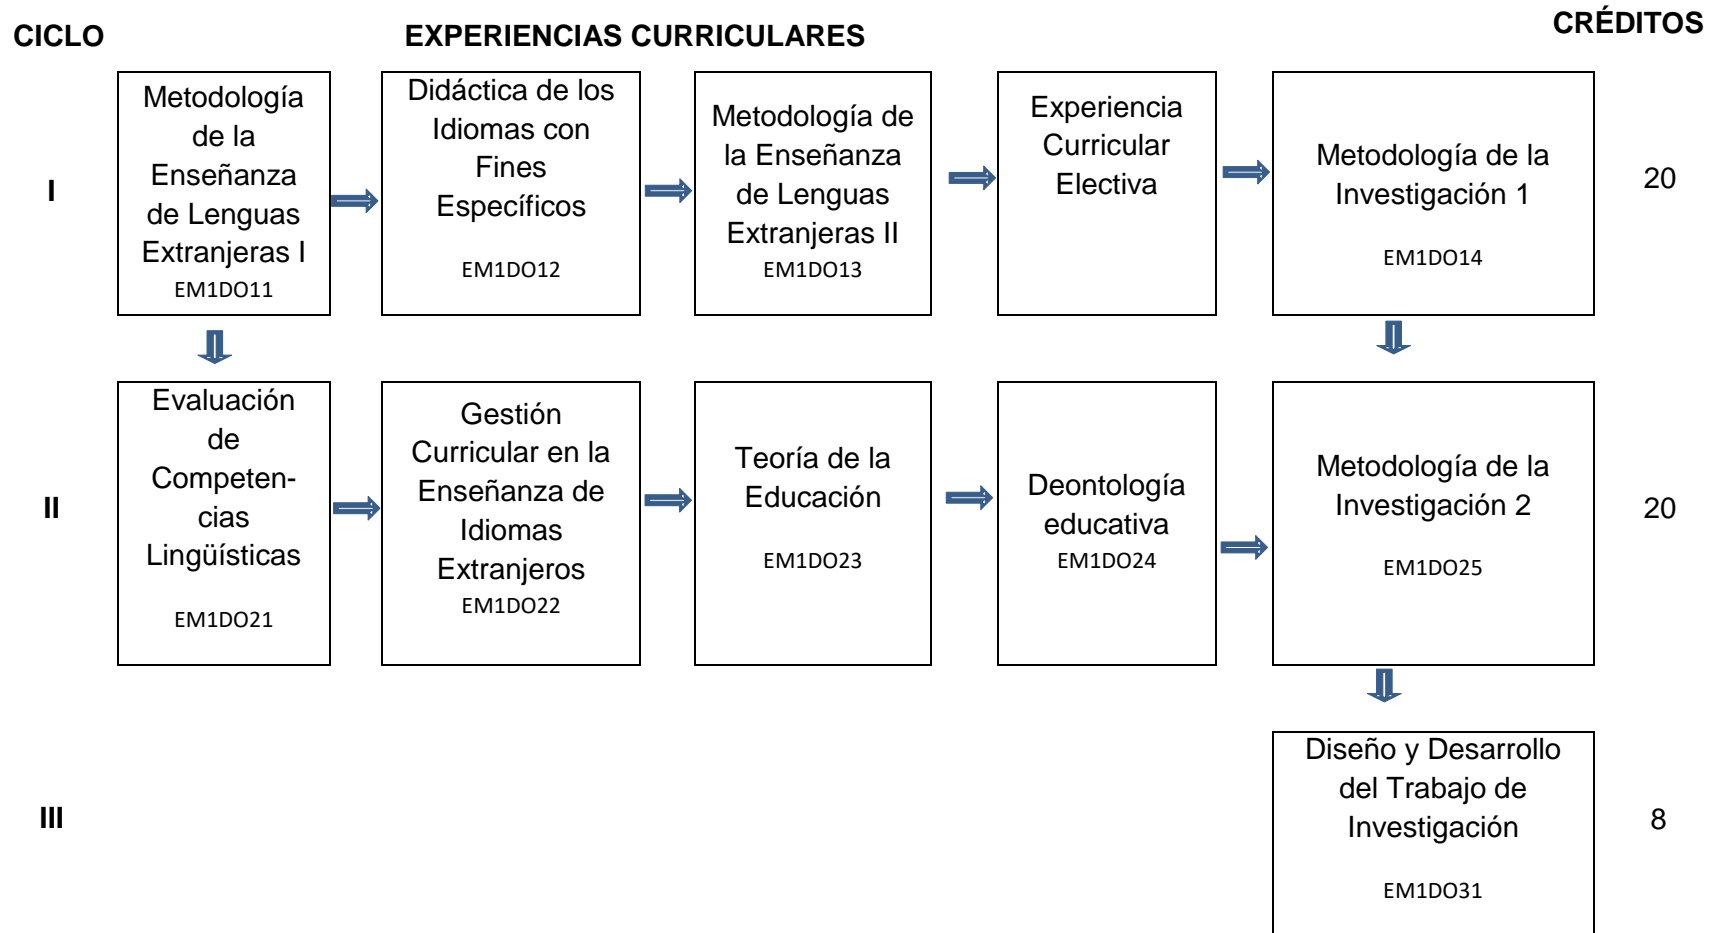 CICLO
EXPERIENCIAS CURRICULARES
CRÉDITOS
I
Metodología
de la
Enseñanza
de Lenguas
Extranjeras I
EM1DO11
Didáctica de los
Idiomas con
Fines
Específicos
EM1DO12
Metodología de
la Enseñanza
de Lenguas
Extranjeras II
EM1DO13
Experiencia
Curricular
Electiva
Metodología de la
Investigación 1
EM1DO14
20
II
Evaluación
de
Competen-
cias
Lingüísticas
EM1DO21
Gestión
Curricular en la
Enseñanza de
Idiomas
Extranjeros
EM1DO22
Teoría de la
Educación
EM1DO23
Deontología
educativa
EM1DO24
Metodología de la
Investigación 2
EM1DO25
20
III
Diseño y Desarrollo
del Trabajo de
Investigación
EM1DO31
8